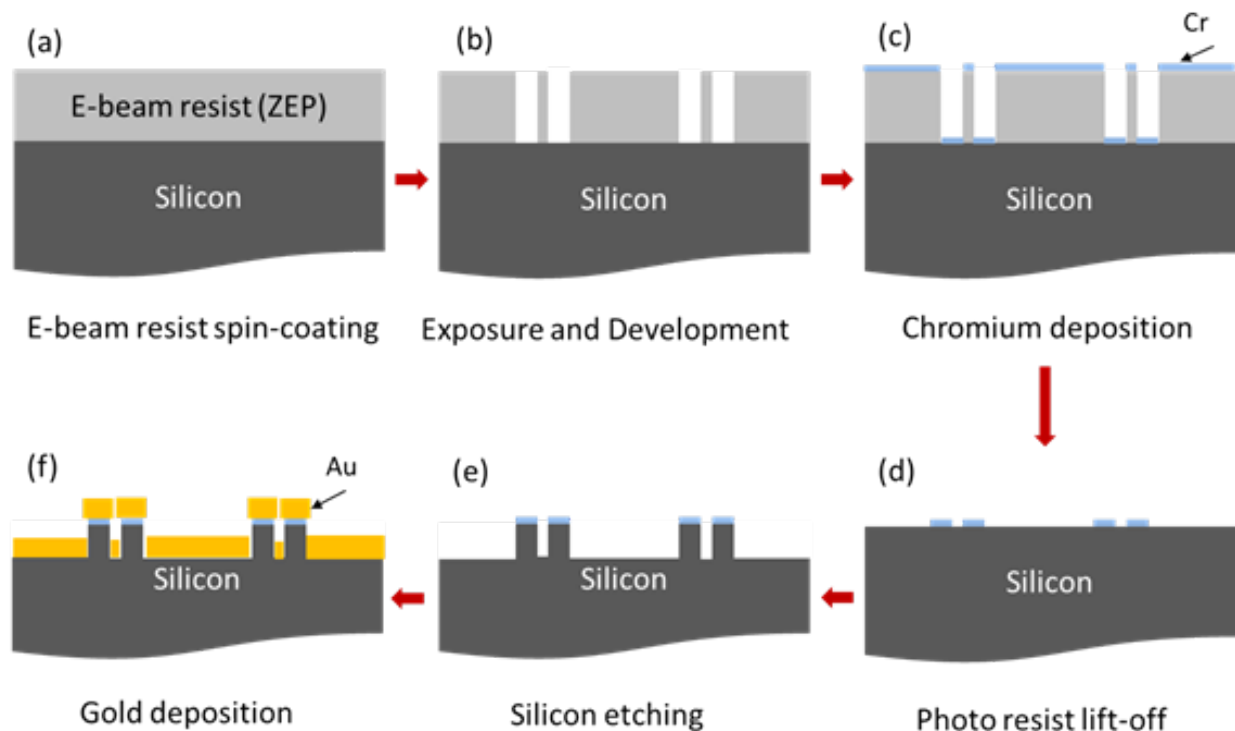 (a)
E-beam resist (ZEP)
Silicon
E-beam resist spin-coating
(b)
Silicon
Exposure and Development
(c)
Cr
Silicon
Chromium deposition
(d)
Silicon
Photo resist lift-off
(e)
Silicon
Silicon etching
(f)
Au
Silicon
Gold deposition